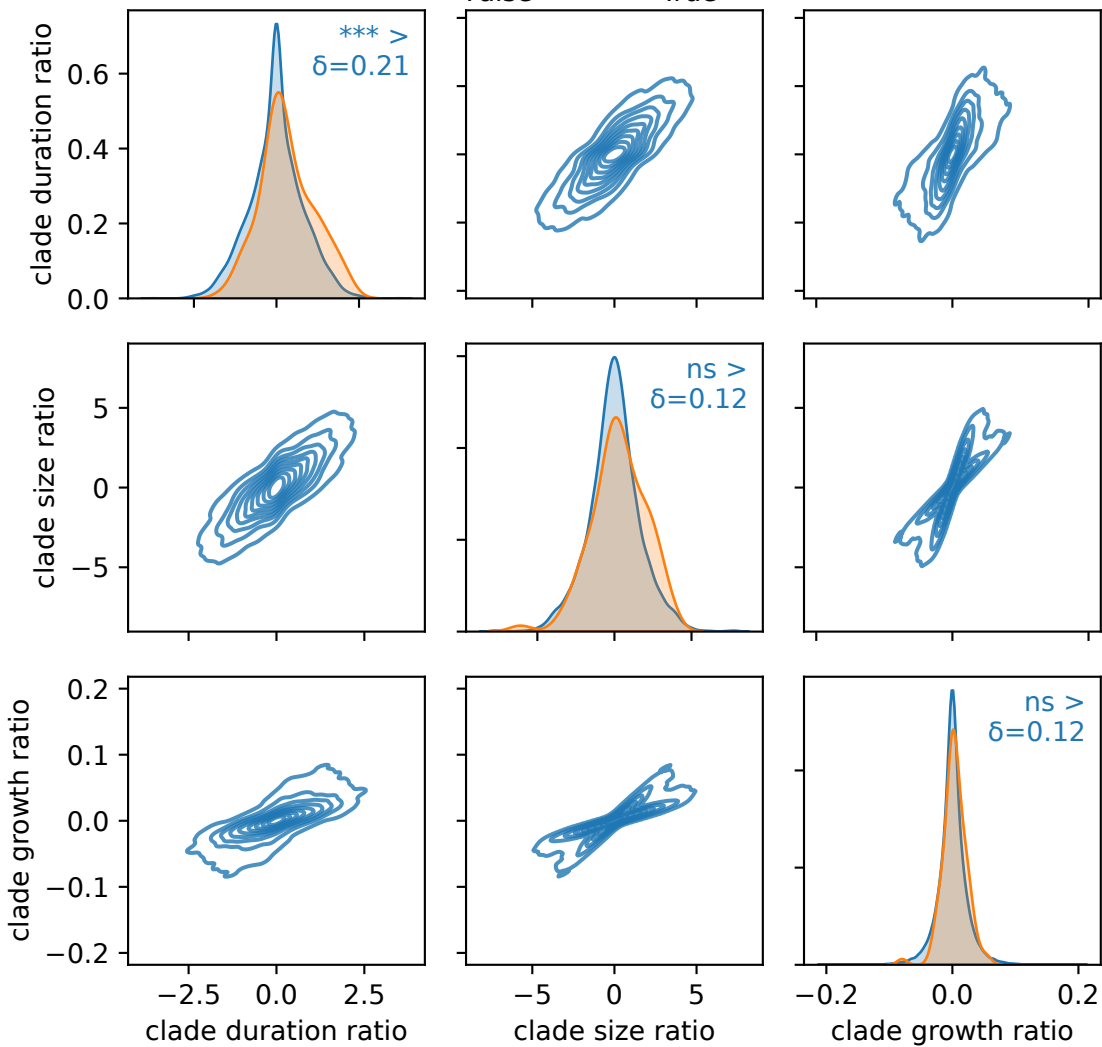 clade duration ratio
0.6
0.4
0.2
0.0
*** >
δ=0.21
clade size ratio
5
0
−5
ns >
δ=0.12
clade growth ratio
0.2
0.1
0.0
−0.1
−0.2
ns >
δ=0.12
−2.5 0.0 2.5
clade duration ratio
−5 0 5
clade size ratio
−0.2 0.0 0.2
clade growth ratio